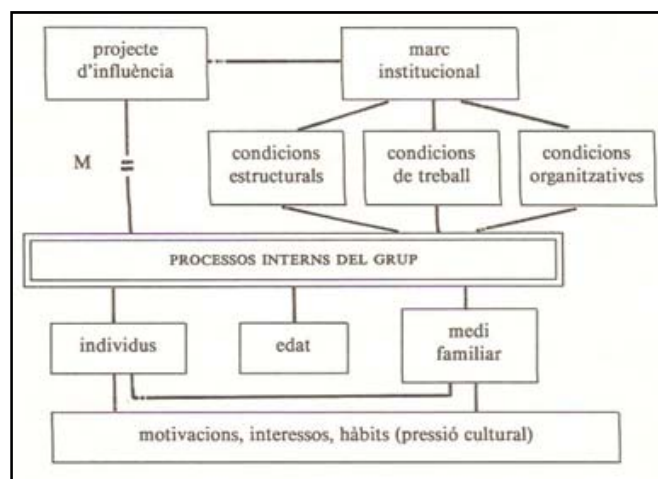 projecte
d'influència
marc
institucional
M
condicions
estructurals
condicions
de treball
condicions
organitzatives
PROCESSOS INTERNS DEL GRUP
individus
edat
medi
familiar
motivacions, interessos, hàbits (pressió cultural)